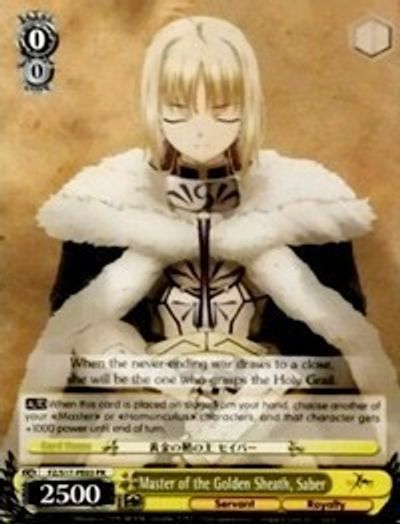 0
0
When the never-ending war draws to a close,
she will be the one who grasps the Holy Grail.
When this card is placed on stage from your hand, choose another of
your «Master» or «Homunculus» characters, and that character gets
+1000 power until end of turn.
Card Name
黄金の鞘の主 セイバー
2500
Master of the Golden Sheath, Saber
Servant
Royalty